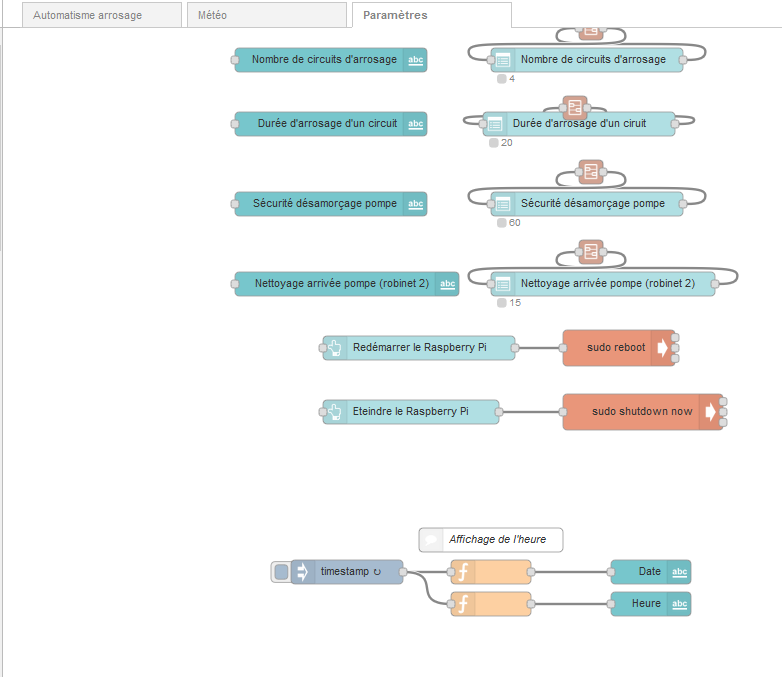 Automatisme arrosage
Météo
Paramètres
Nombre de circuits d'arrosage abc
Nombre de circuits d'arrosage
4
Durée d'arrosage d'un circuit abc
Durée d'arrosage d'un ciruit
20
Sécurité désamorçage pompe abc
Sécurité désamorçage pompe
60
Nettoyage arrivée pompe (robinet 2) abc
Nettoyage arrivée pompe (robinet 2)
15
Redémarrer le Raspberry Pi
sudo reboot
Eteindre le Raspberry Pi
sudo shutdown now
Affichage de l'heure
timestamp ↻
f
Date abc
f
Heure abc